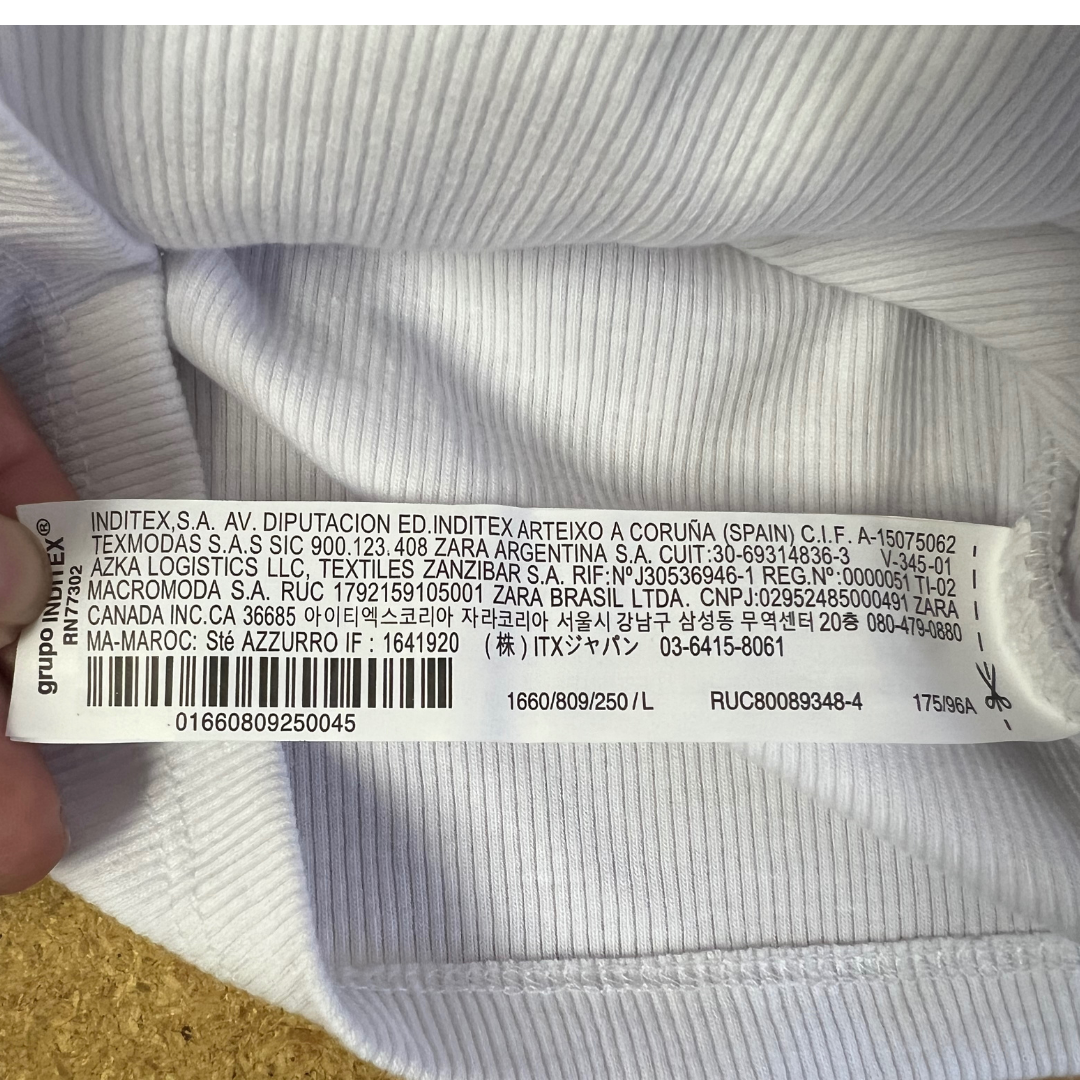 grupo INDITEX®
RN77302
INDITEX,S.A. AV. DIPUTACION ED.INDITEX ARTEIXO A CORUÑA (SPAIN) C.I.F. A-15075062
TEXMODAS S.A.S SIC 900.123.408 ZARA ARGENTINA S.A. CUIT:30-69314836-3 V-345-01
AZKA LOGISTICS LLC, TEXTILES ZANZIBAR S.A. RIF:NºJ30536946-1 REG.Nº:0000051 TI-02
MACROMODA S.A. RUC 1792159105001 ZARA BRASIL LTDA. CNPJ:02952485000491 ZARA
CANADA INC.CA 36685 아이티엑스코리아 자라코리아 서울시 강남구 삼성동 무역센터 20층 080-479-0880
MA-MAROC: Sté AZZURRO IF : 1641920 (株) ITXジャパン 03-6415-8061
01660809250045
1660/809/250 / L RUC80089348-4 175/96A